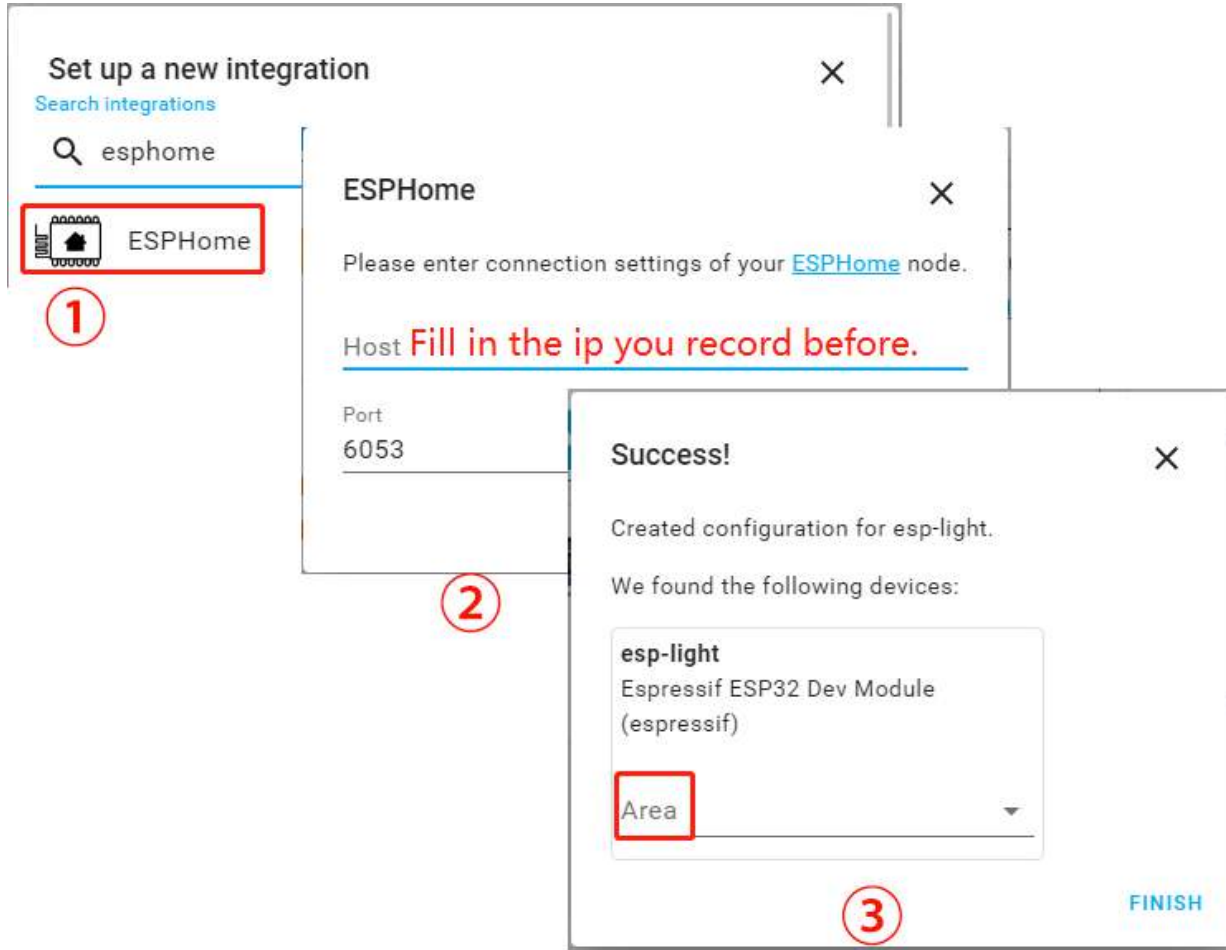 Set up a new integration
Search integrations
esphome
ESPHome
①
ESPHome
Please enter connection settings of your ESPHome node.
Host Fill in the ip you record before.
Port
6053
②
Success!
Created configuration for esp-light.
We found the following devices:
esp-light
Espressif ESP32 Dev Module
(espressif)
Area
③
FINISH